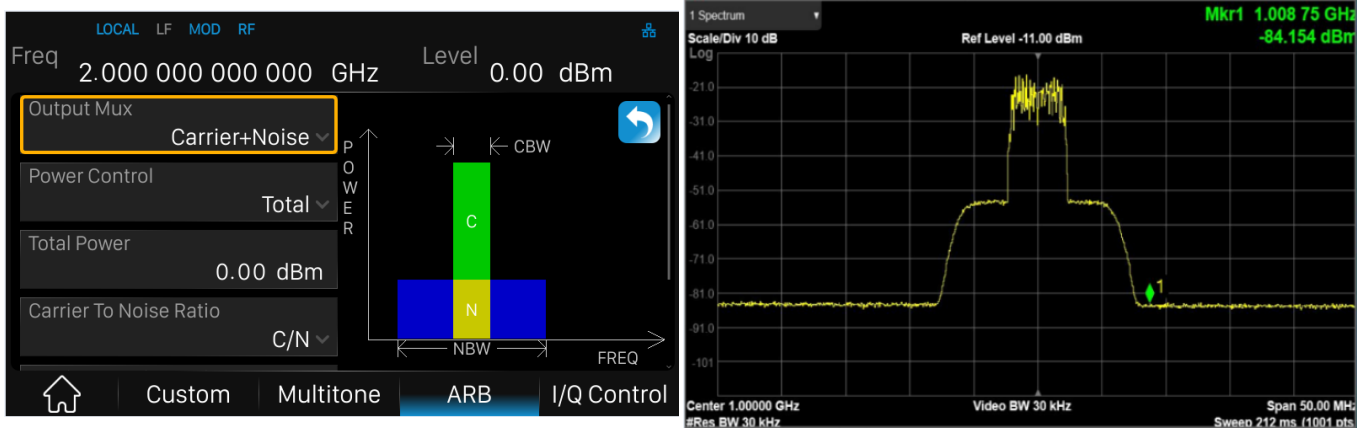 LOCAL LF MOD RF
Freq 2.000 000 000 000 GHz Level 0.00 dBm
Output Mux
Carrier+Noise
Power Control
Total
Total Power
0.00 dBm
Carrier To Noise Ratio
C/N
POWER
CBW
C
N
NBW
FREQ
Custom Multitone ARB I/Q Control
1 Spectrum
Mkr1 1.008 75 GHz
Scale/Div 10 dB Ref Level -11.00 dBm -84.154 dBm
Log
-21.0
-31.0
-41.0
-51.0
-61.0
-71.0
-81.0
1
-91.0
-101
Center 1.00000 GHz Video BW 30 kHz Span 50.00 MHz
#Res BW 30 kHz Sweep 212 ms (1001 pts